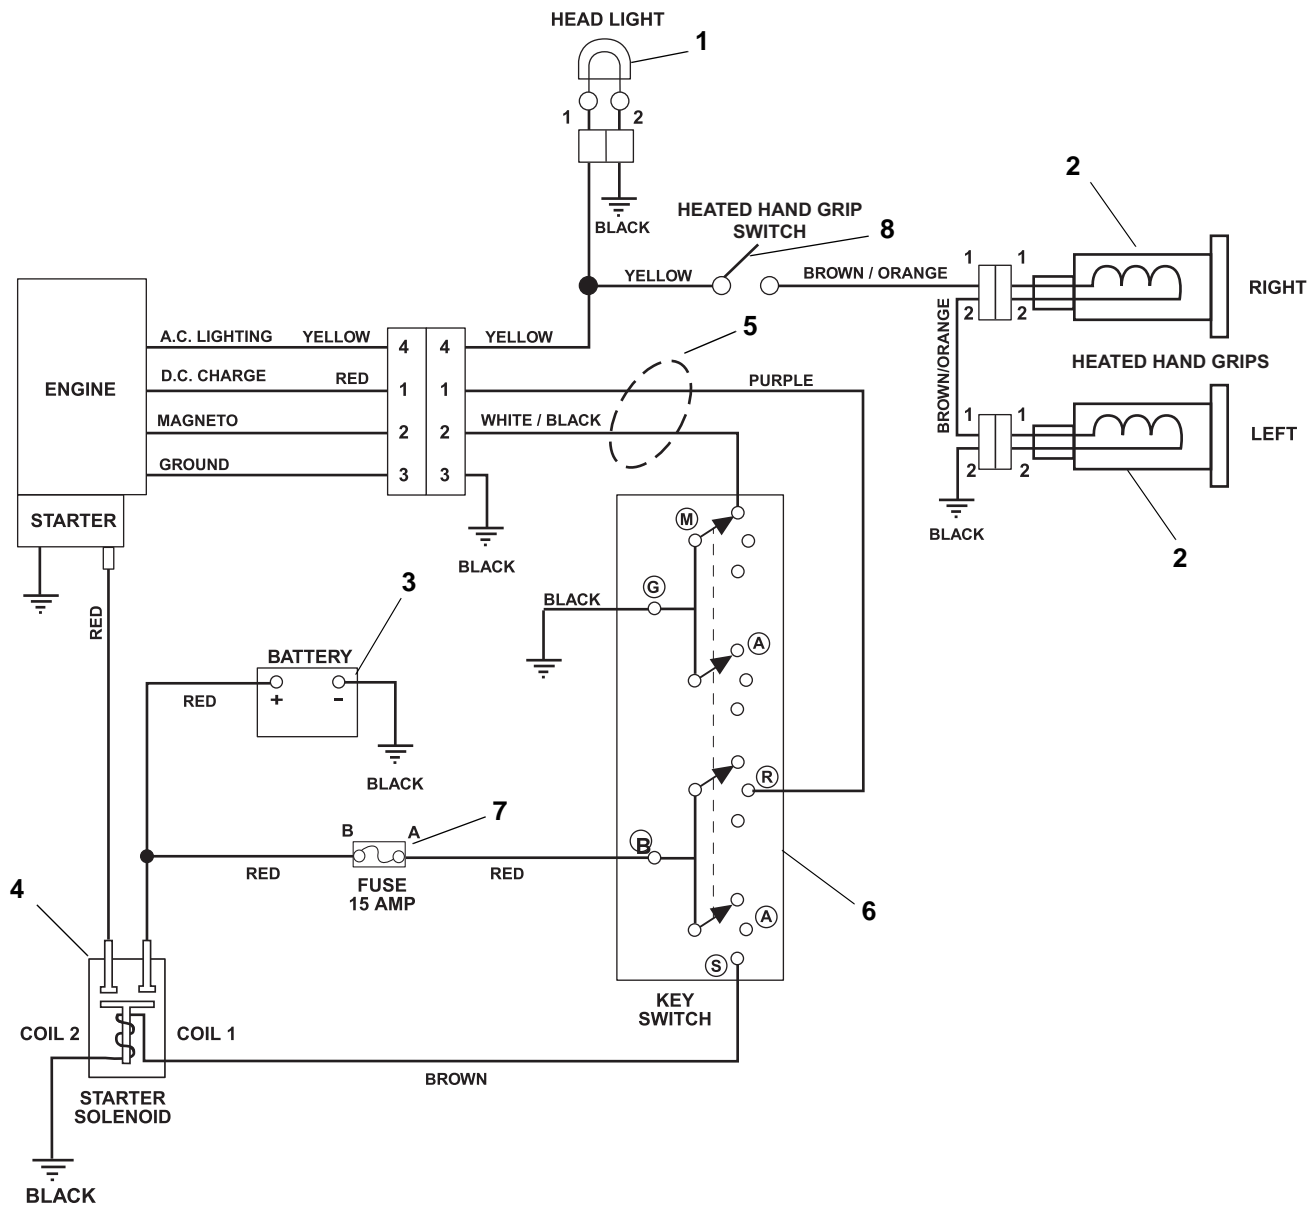 HEAD LIGHT
1
1
2
BLACK
2
HEATED HAND GRIP
SWITCH
8
YELLOW
BROWN / ORANGE
1
1
2
2
RIGHT
BROWN/ORANGE
HEATED HAND GRIPS
1
1
2
2
LEFT
BLACK
2
5
ENGINE
A.C. LIGHTING
YELLOW
4
4
YELLOW
D.C. CHARGE
RED
1
1
PURPLE
MAGNETO
2
2
WHITE / BLACK
GROUND
3
3
BLACK
STARTER
RED
3
BATTERY
+
-
RED
BLACK
M
G
BLACK
A
R
B
A
S
KEY
SWITCH
6
7
B
A
RED
FUSE
15 AMP
RED
4
COIL 2
COIL 1
STARTER
SOLENOID
BROWN
BLACK